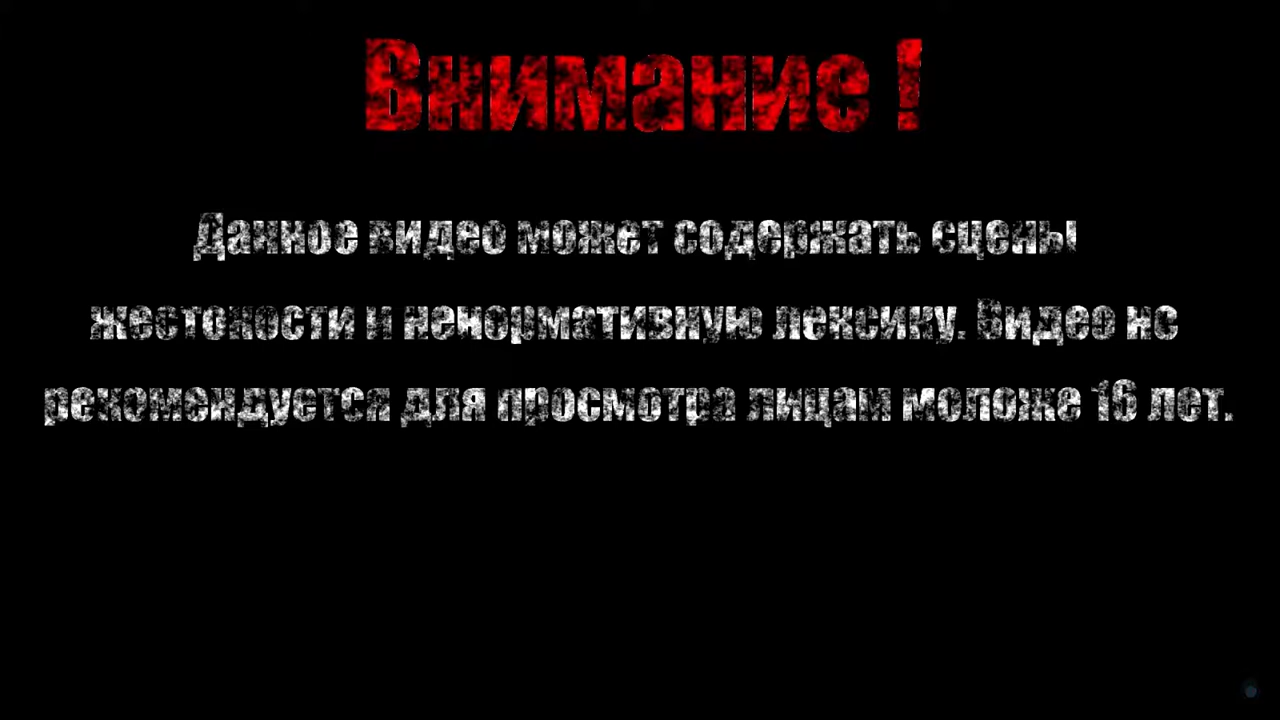 Внимание !
Данное видео может содержать сцены
жестокости и ненормативную лексику. Видео не
рекомендуется для просмотра лицам моложе 16 лет.